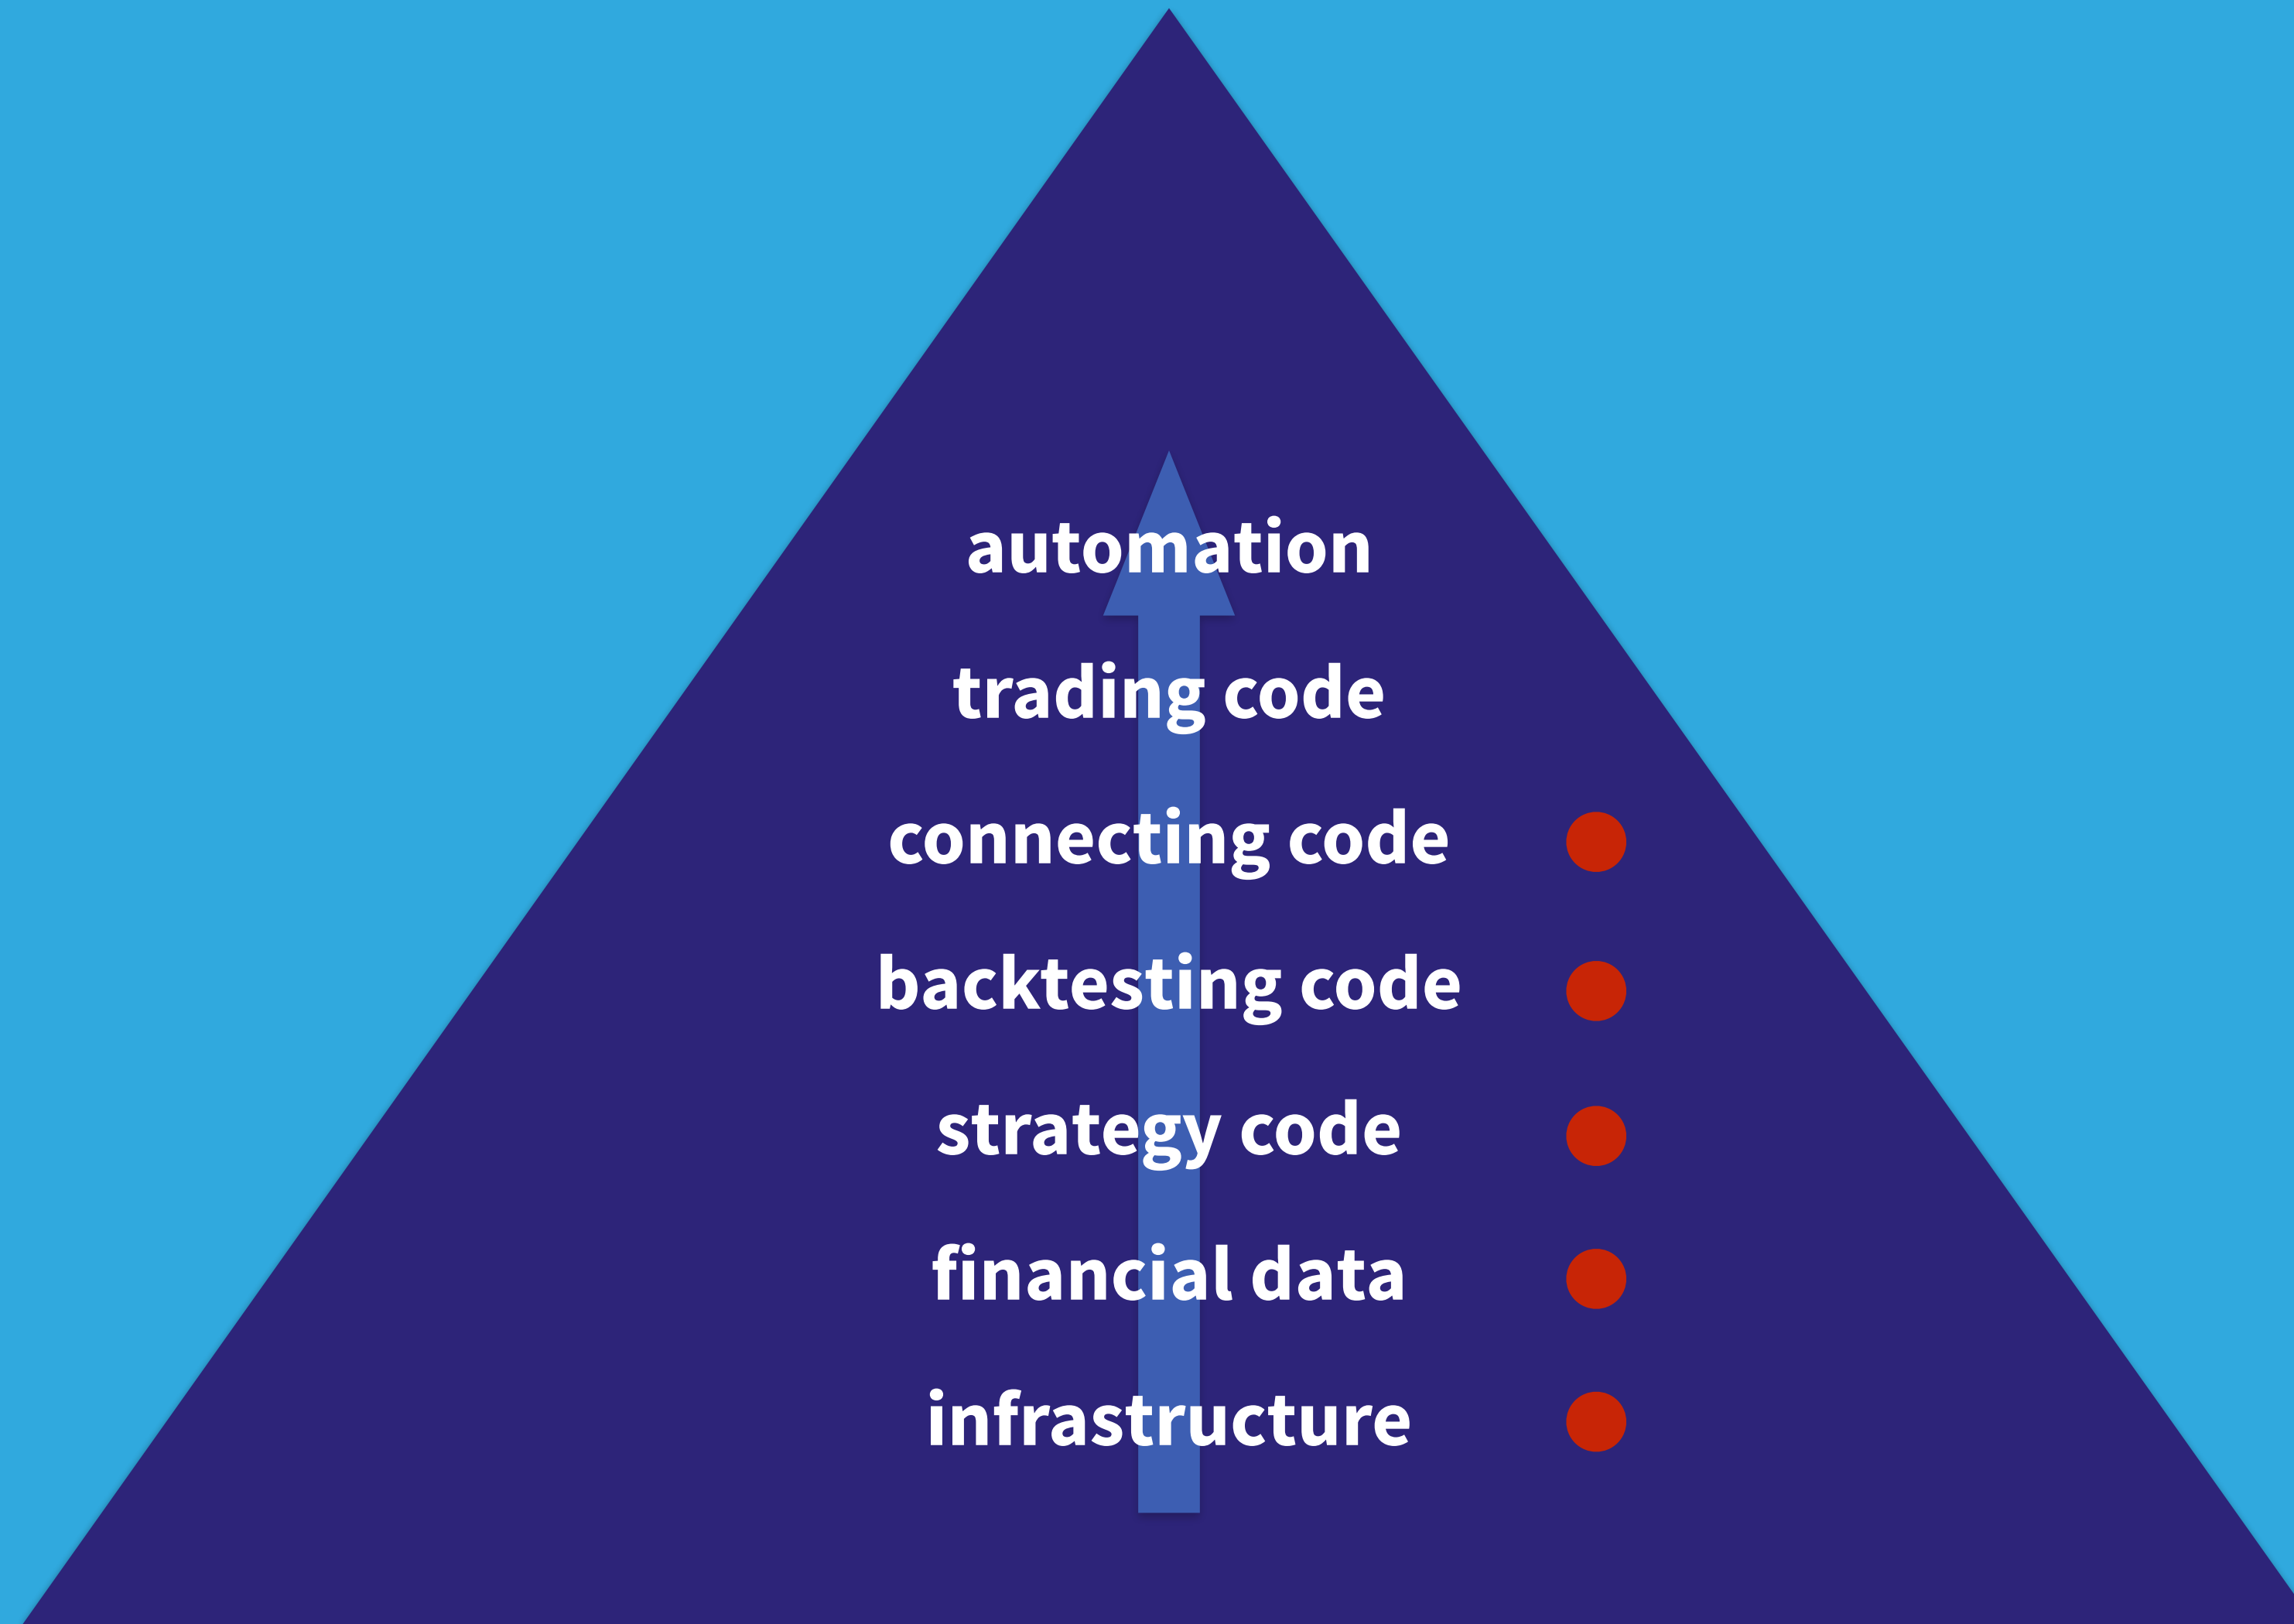 automation
trading code
connecting code
backtesting code
strategy code
financial data
infrastructure